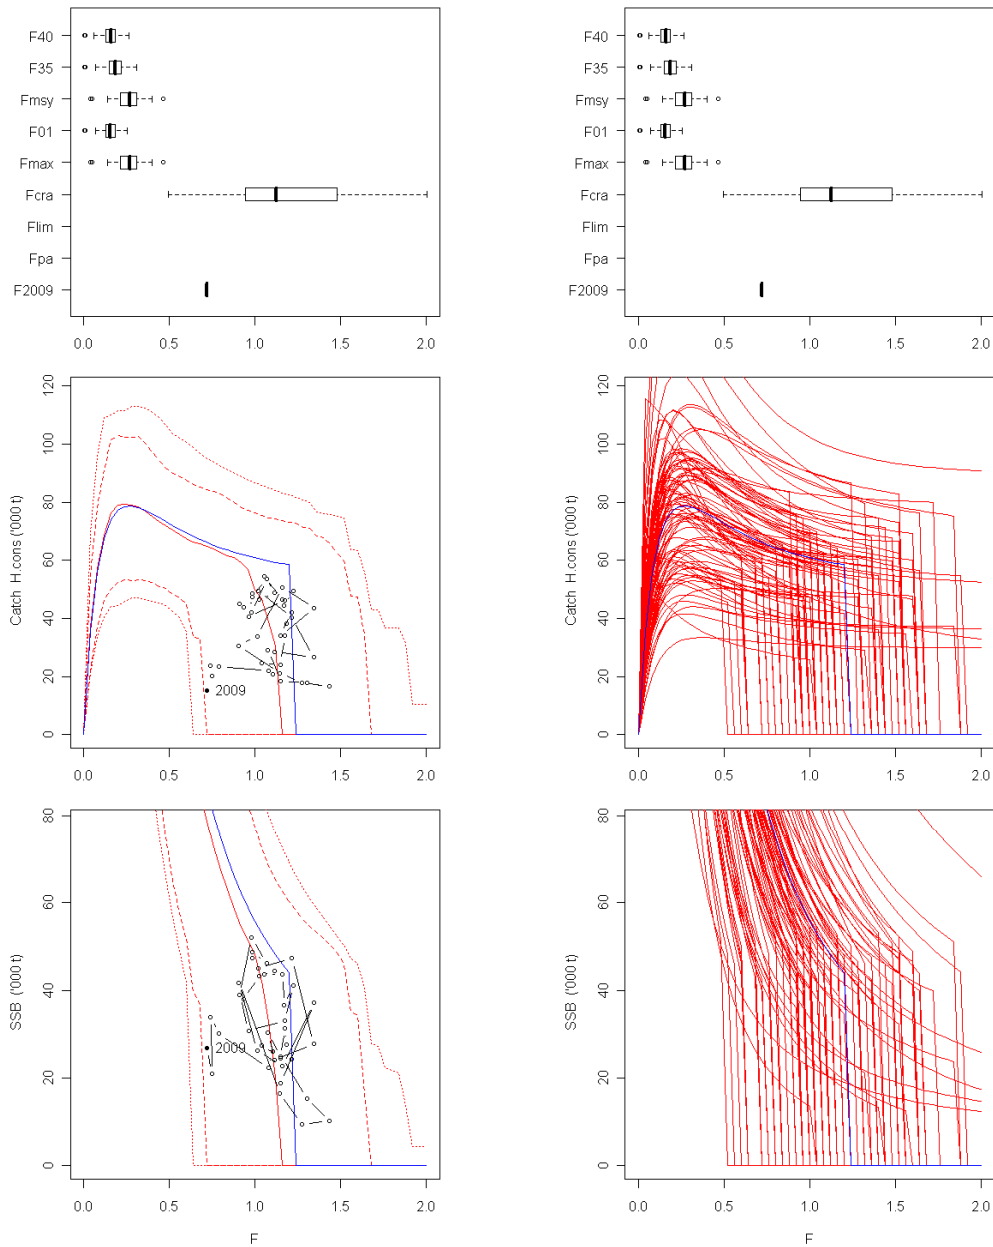 F40
F35
Fmsy
F01
Fmax
Fcra
Flim
Fpa
F2009
0.0 0.5 1.0 1.5 2.0
F40
F35
Fmsy
F01
Fmax
Fcra
Flim
Fpa
F2009
0.0 0.5 1.0 1.5 2.0
Catch H.cons ('000 t)
0 20 40 60 80 100 120
2009
0.0 0.5 1.0 1.5 2.0
Catch H.cons ('000 t)
0 20 40 60 80 100 120
0.0 0.5 1.0 1.5 2.0
SSB ('000 t)
0 20 40 60 80
2009
0.0 0.5 1.0 1.5 2.0
F
SSB ('000 t)
0 20 40 60 80
0.0 0.5 1.0 1.5 2.0
F